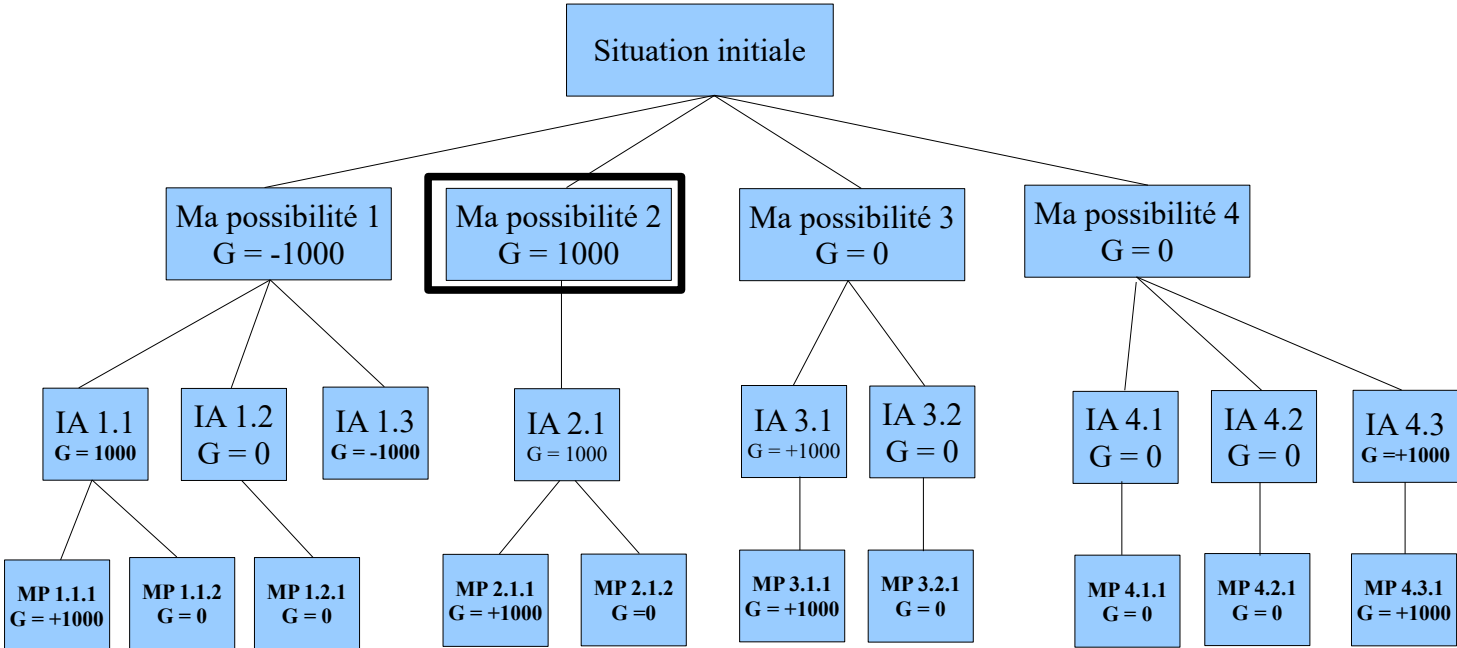 Situation initiale
Ma possibilité 1
G = -1000
Ma possibilité 2
G = 1000
Ma possibilité 3
G = 0
Ma possibilité 4
G = 0
IA 1.1
G = 1000
IA 1.2
G = 0
IA 1.3
G = -1000
IA 2.1
G = 1000
IA 3.1
G = +1000
IA 3.2
G = 0
IA 4.1
G = 0
IA 4.2
G = 0
IA 4.3
G =+1000
MP 1.1.1
G = +1000
MP 1.1.2
G = 0
MP 1.2.1
G = 0
MP 2.1.1
G = +1000
MP 2.1.2
G =0
MP 3.1.1
G = +1000
MP 3.2.1
G = 0
MP 4.1.1
G = 0
MP 4.2.1
G = 0
MP 4.3.1
G = +1000